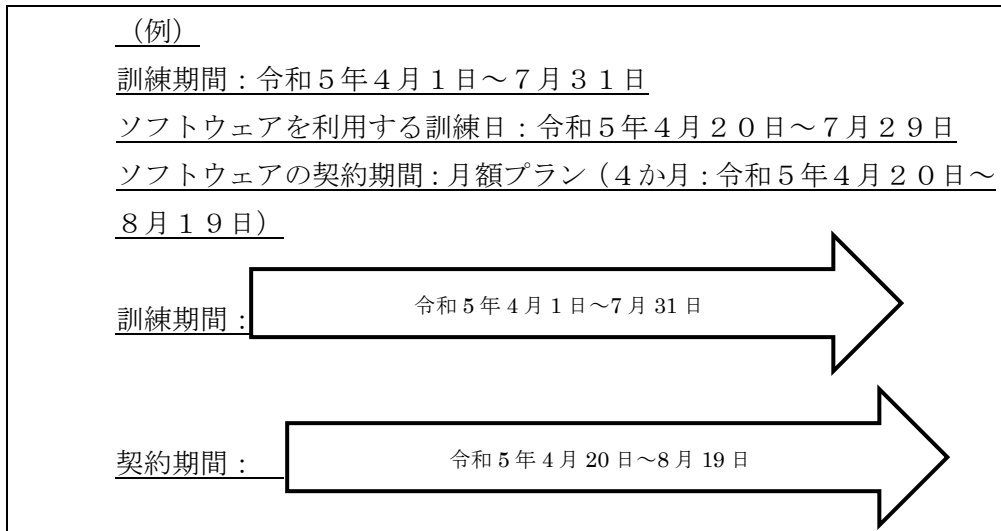 （例）
訓練期間：令和５年４月１日～７月３１日
ソフトウェアを利用する訓練日：令和５年４月２０日～７月２９日
ソフトウェアの契約期間：月額プラン（４か月：令和５年４月２０日～
８月１９日）
訓練期間：
令和 5 年 4 月 1 日～7 月 31 日
契約期間：
令和 5 年 4 月 20 日～8 月 19 日